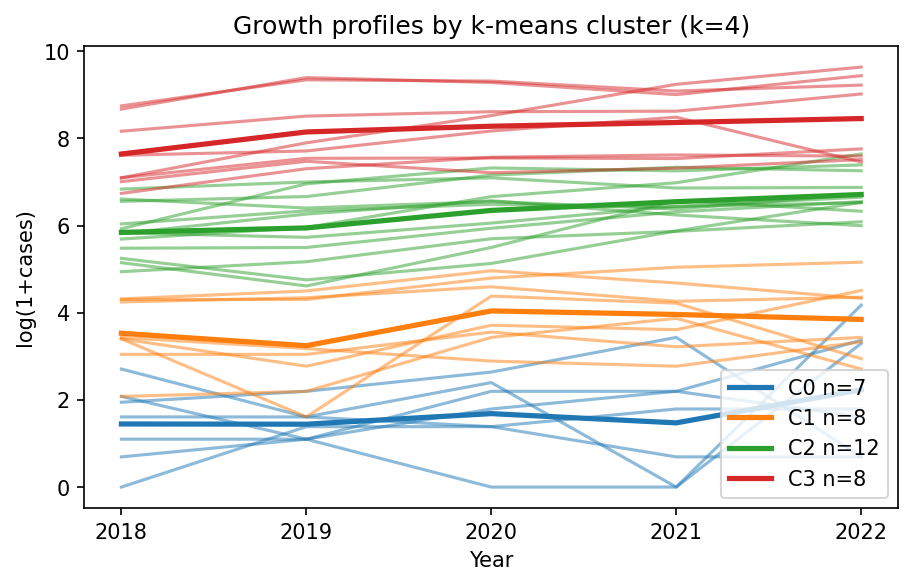 Growth profiles by k-means cluster (k=4)
log(1+cases)
10
8
6
4
2
0
C0 n=7
C1 n=8
C2 n=12
C3 n=8
2018 2019 2020 2021 2022
Year